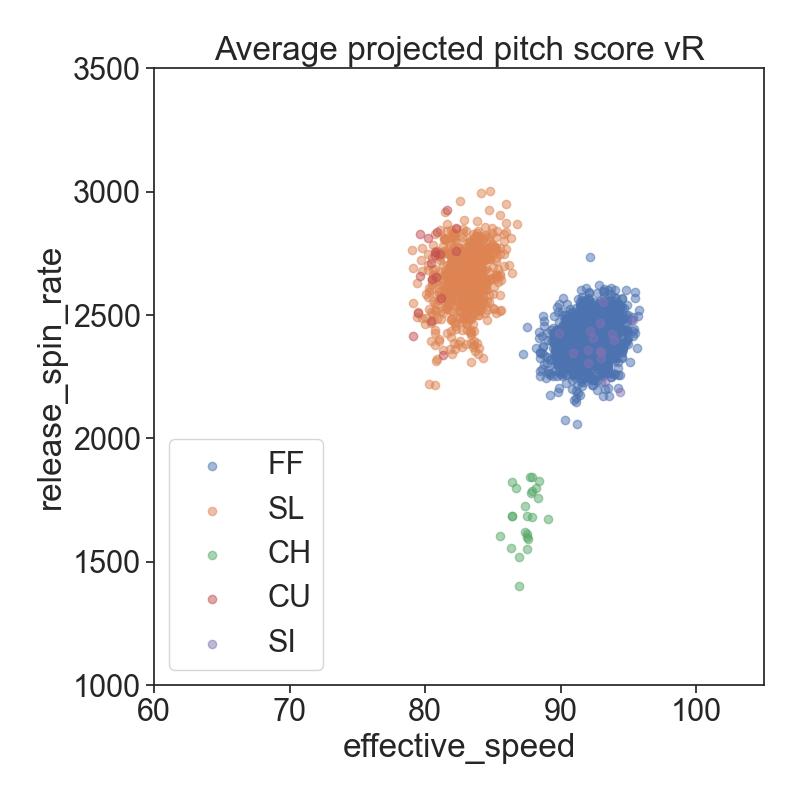 Average projected pitch score vR
3500
3000
2500
2000
1500
1000
release_spin_rate
FF
SL
CH
CU
SI
60 70 80 90 100
effective_speed